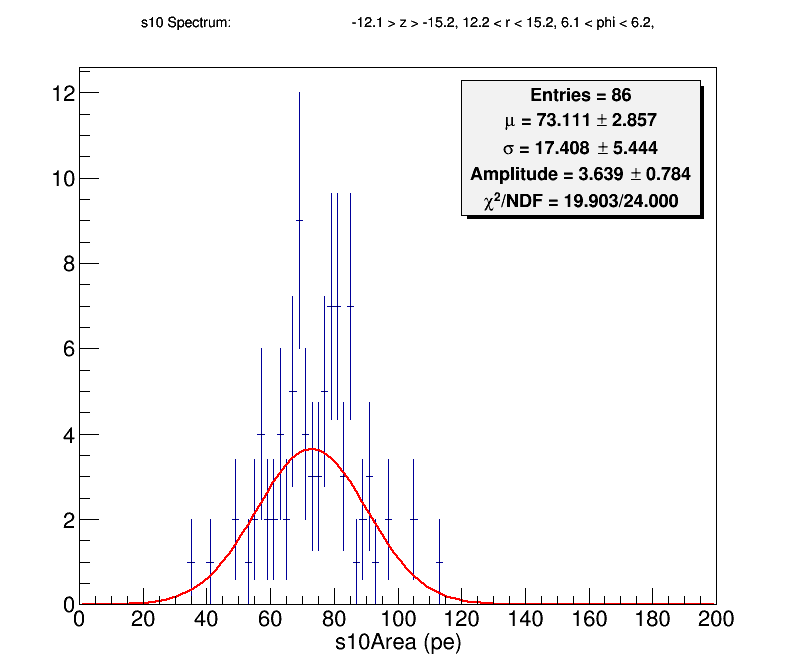 s10 Spectrum: -12.1 > z > -15.2, 12.2 < r < 15.2, 6.1 < phi < 6.2,
Entries = 86
μ = 73.111 ± 2.857
σ = 17.408 ± 5.444
Amplitude = 3.639 ± 0.784
χ²/NDF = 19.903/24.000
12
10
8
6
4
2
0
0 20 40 60 80 100 120 140 160 180 200
s10Area (pe)